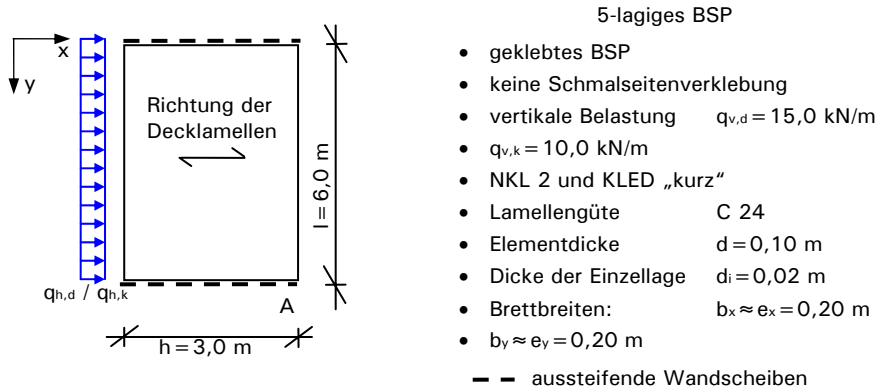 5-lagiges BSP
x
y
Richtung der
Decklamellen
l=6,0 m
qh,d / qh,k
A
h=3,0 m
• geklebtes BSP
• keine Schmalseitenverklebung
• vertikale Belastung qv,d=15,0 kN/m
• qv,k=10,0 kN/m
• NKL 2 und KLED „kurz“
• Lamellengüte C 24
• Elementdicke d=0,10 m
• Dicke der Einzellage di=0,02 m
• Brettbreiten: bx≈ex=0,20 m
• by≈ey=0,20 m
aussteifende Wandscheiben